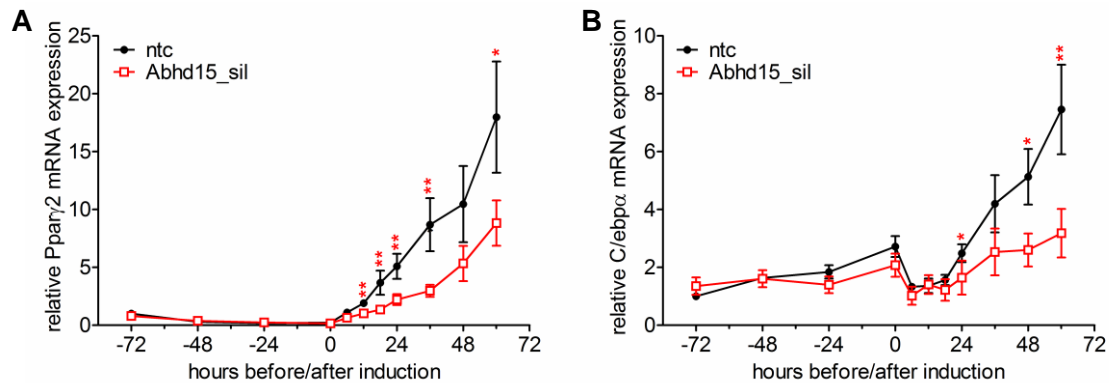 A
relative Pparγ2 mRNA expression
25
20
15
10
5
0
ntc
Abhd15_sil
**
**
**
**
*
-72 -48 -24 0 24 48 72
hours before/after induction
B
relative C/ebpα mRNA expression
10
8
6
4
2
0
ntc
Abhd15_sil
*
*
**
-72 -48 -24 0 24 48 72
hours before/after induction